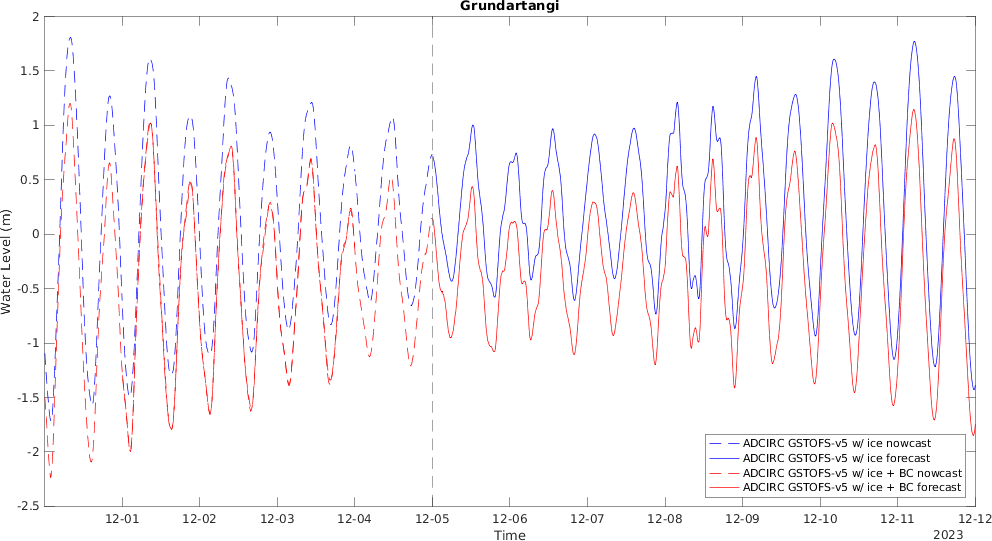 Grundartangi
2
1.5
1
0.5
0
-0.5
-1
-1.5
-2
-2.5
Water Level (m)
12-01 12-02 12-03 12-04 12-05 12-06 12-07 12-08 12-09 12-10 12-11 12-12
Time
2023
ADCIRC GSTOFS-v5 w/ ice nowcast
ADCIRC GSTOFS-v5 w/ ice forecast
ADCIRC GSTOFS-v5 w/ ice + BC nowcast
ADCIRC GSTOFS-v5 w/ ice + BC forecast